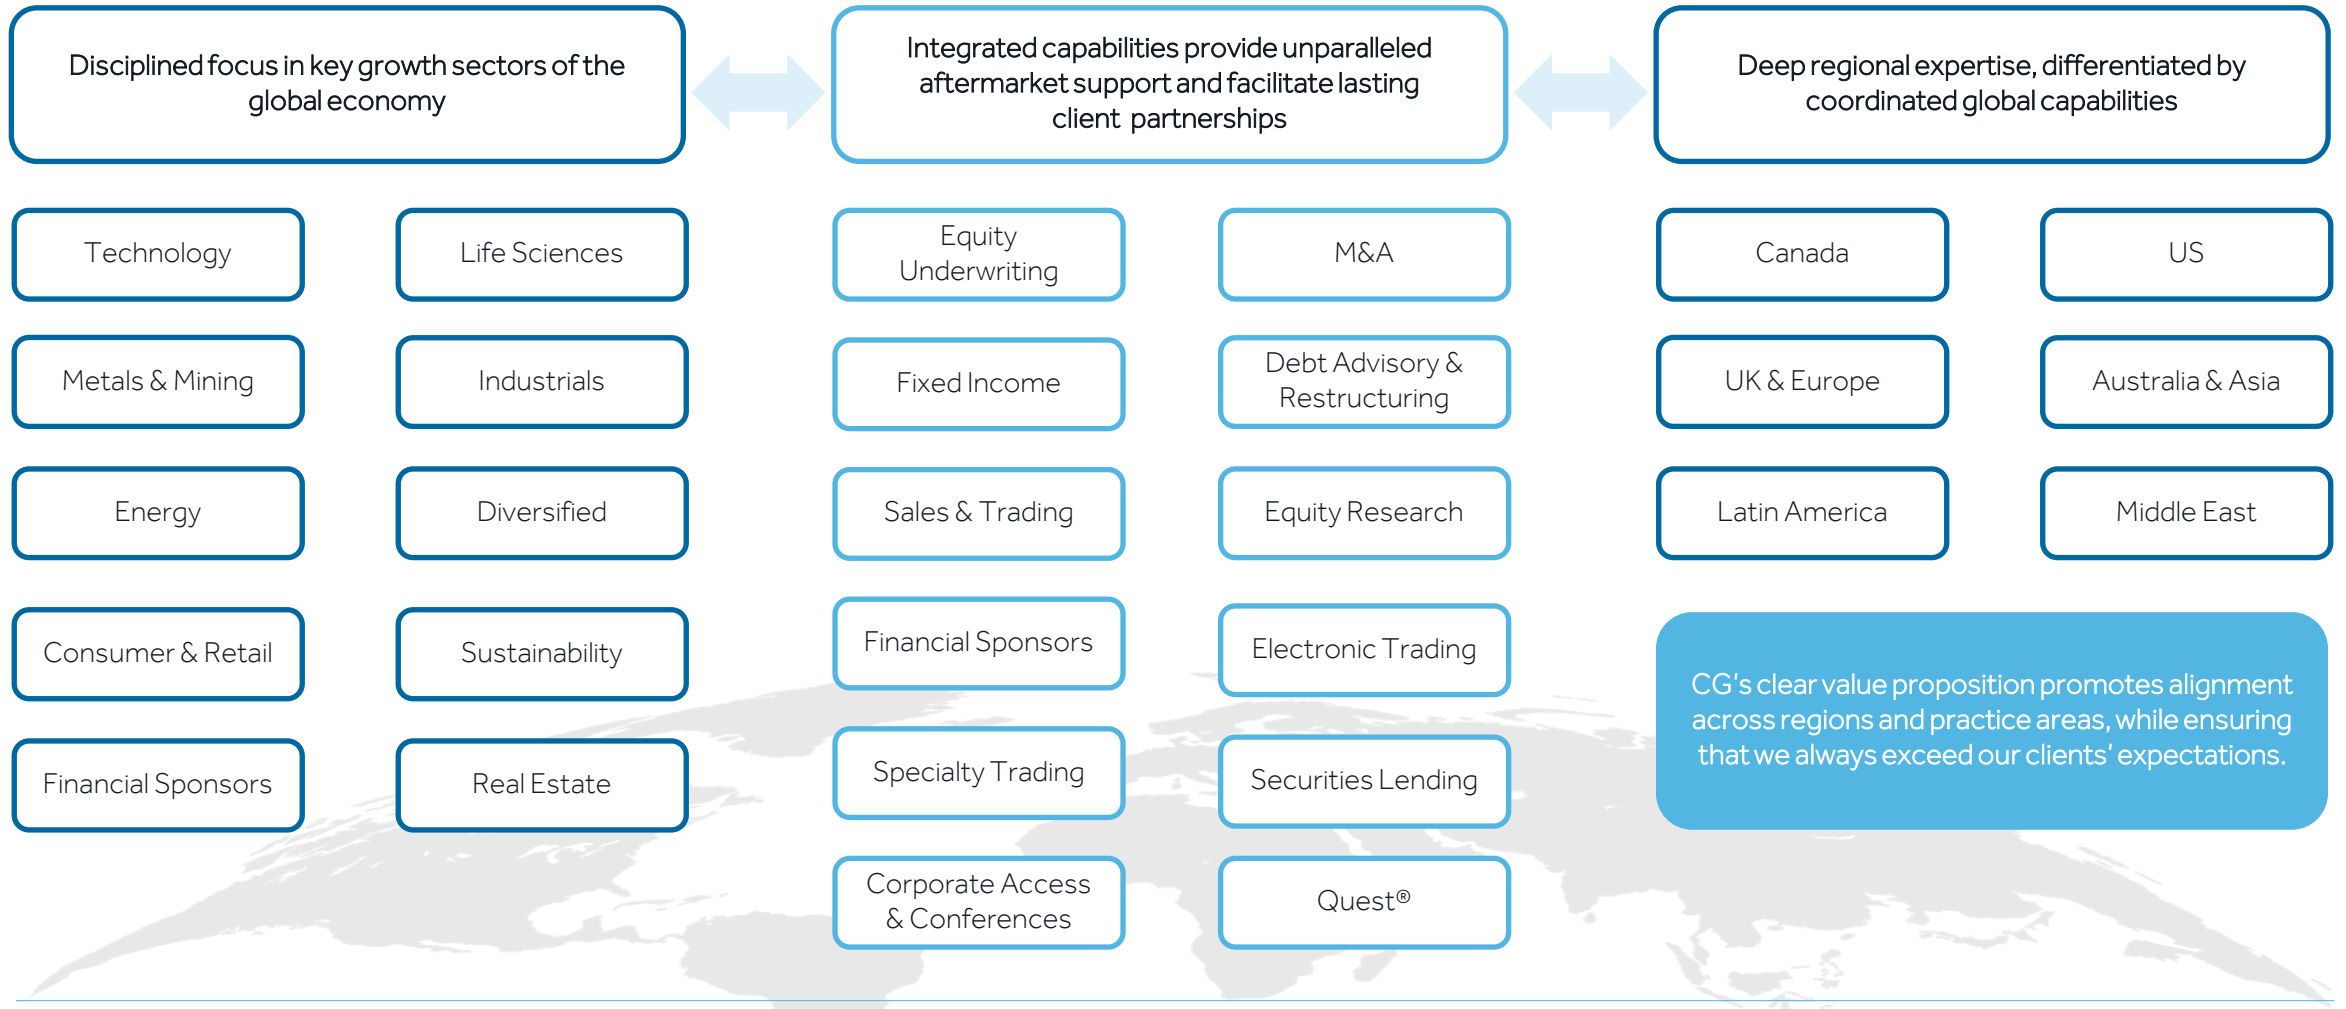 Disciplined focus in key growth sectors of the
global economy
Integrated capabilities provide unparalleled
aftermarket support and facilitate lasting
client partnerships
Deep regional expertise, differentiated by
coordinated global capabilities
Technology
Life Sciences
Metals & Mining
Industrials
Energy
Diversified
Consumer & Retail
Sustainability
Financial Sponsors
Real Estate
Equity
Underwriting
M&A
Fixed Income
Debt Advisory &
Restructuring
Sales & Trading
Equity Research
Financial Sponsors
Electronic Trading
Specialty Trading
Securities Lending
Corporate Access
& Conferences
Quest®
Canada
US
UK & Europe
Australia & Asia
Latin America
Middle East
CG's clear value proposition promotes alignment
across regions and practice areas, while ensuring
that we always exceed our clients' expectations.